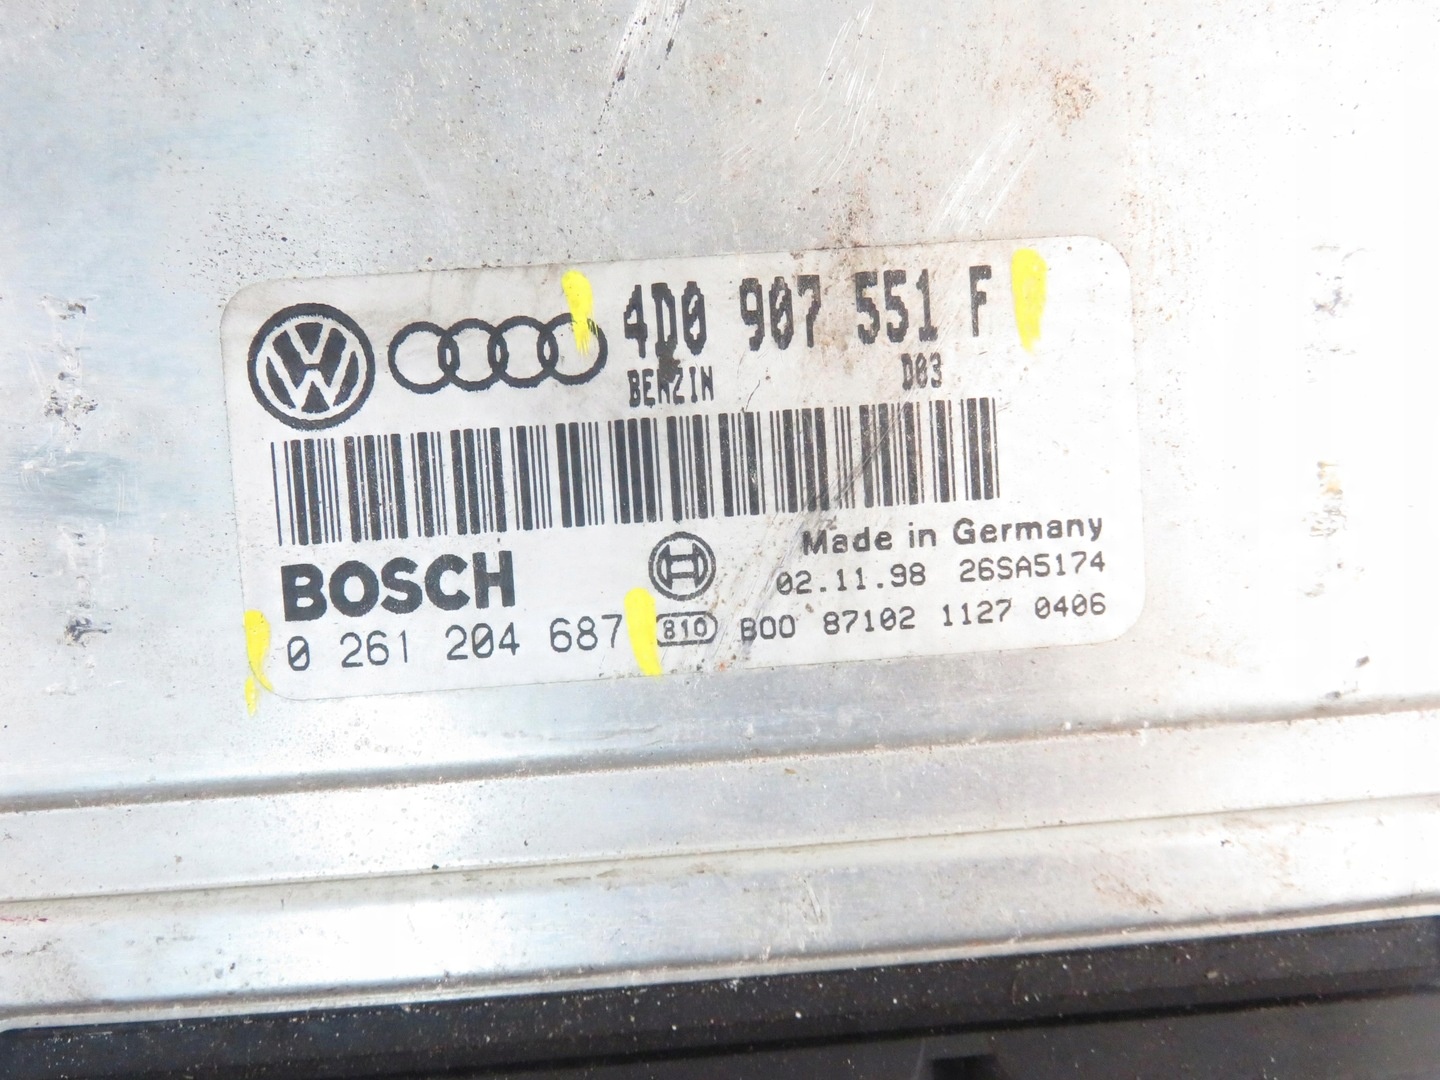 4D0 907 551 F
BENZIN D03
BOSCH
Made in Germany
02.11.98 26SA5174
0 261 204 687 810 B00 87102 1127 0406